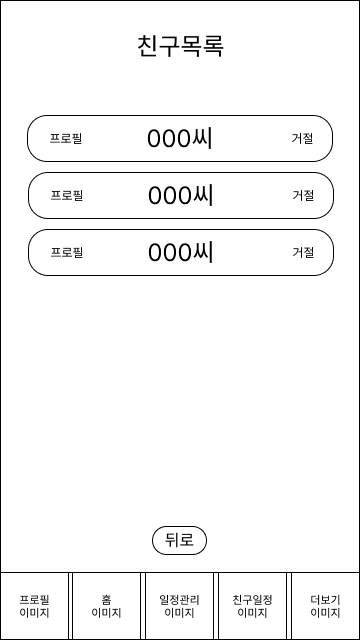 친구목록
프로필 000씨 거절
프로필 000씨 거절
프로필 000씨 거절
뒤로
프로필 이미지
홈 이미지
일정관리 이미지
친구일정 이미지
더보기 이미지